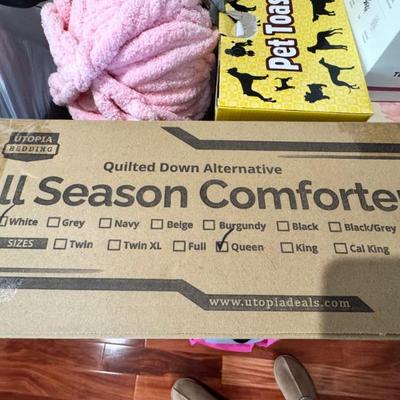 Pet Toas
UTOPIA
BEDDING
Quilted Down Alternative
ll Season Comforte
White Grey Navy Beige Burgundy Black Black/Grey
SIZES Twin Twin XL Full Queen King Cal King
www.utopiadeals.com